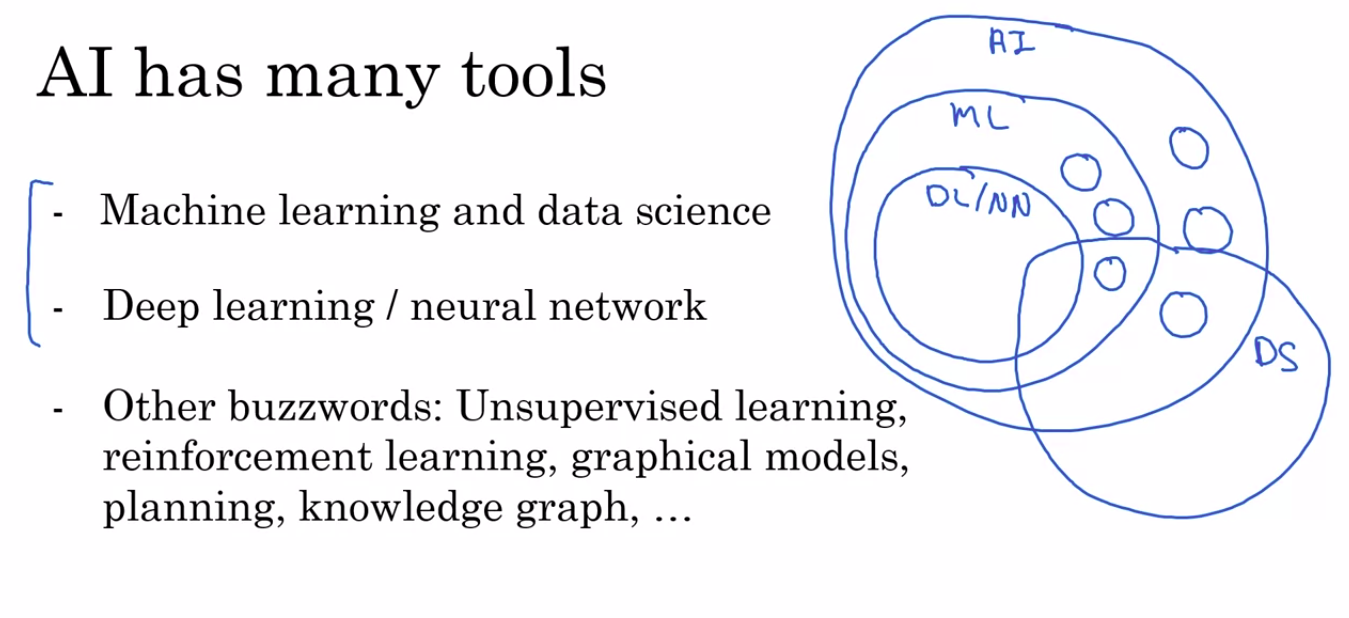 AI has many tools
- Machine learning and data science
- Deep learning / neural network
- Other buzzwords: Unsupervised learning,
reinforcement learning, graphical models,
planning, knowledge graph, …
AI
ML
DL/NN
DS